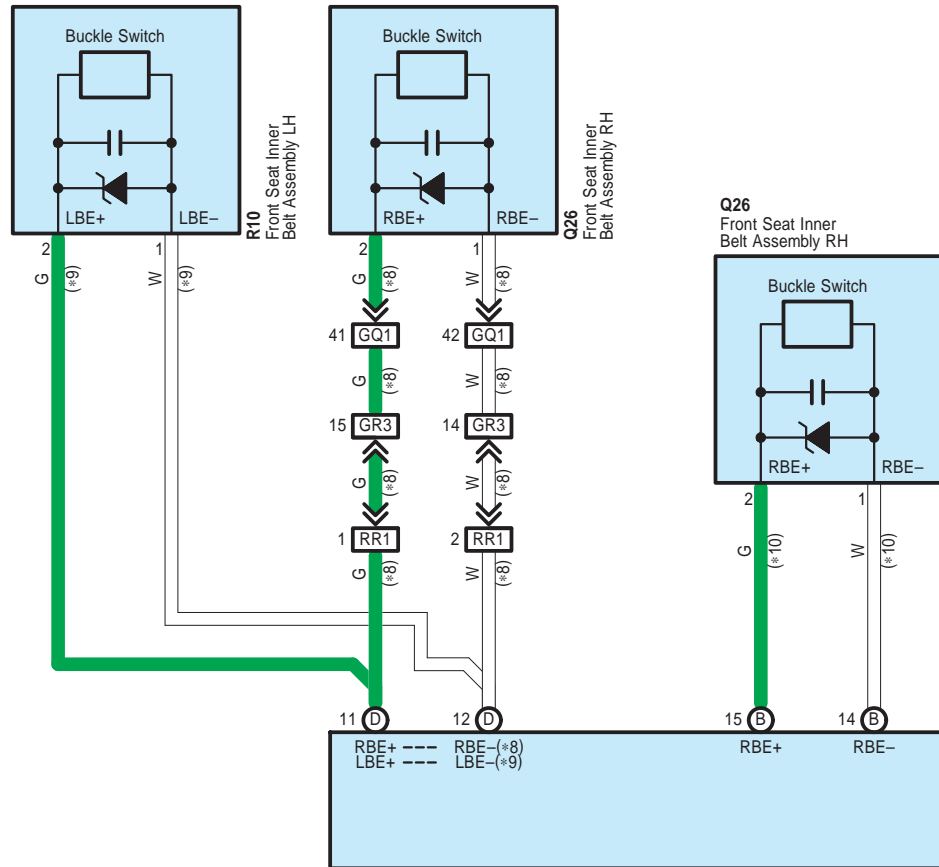 Buckle Switch
LBE+
LBE–
R10
Front Seat Inner
Belt Assembly LH
2
1
G
(*9)
W
(*9)
Buckle Switch
RBE+
RBE–
Q26
Front Seat Inner
Belt Assembly RH
2
1
G
(*8)
W
(*8)
41 GQ1
42 GQ1
G
(*8)
W
(*8)
15 GR3
14 GR3
G
(*8)
W
(*8)
1 RR1
2 RR1
G
(*8)
W
(*8)
Q26
Front Seat Inner
Belt Assembly RH
Buckle Switch
RBE+
RBE–
2
1
G
(*10)
W
(*10)
11 D
12 D
15 B
14 B
RBE+ --- RBE–(*8)
LBE+ --- LBE–(*9)
RBE+
RBE–